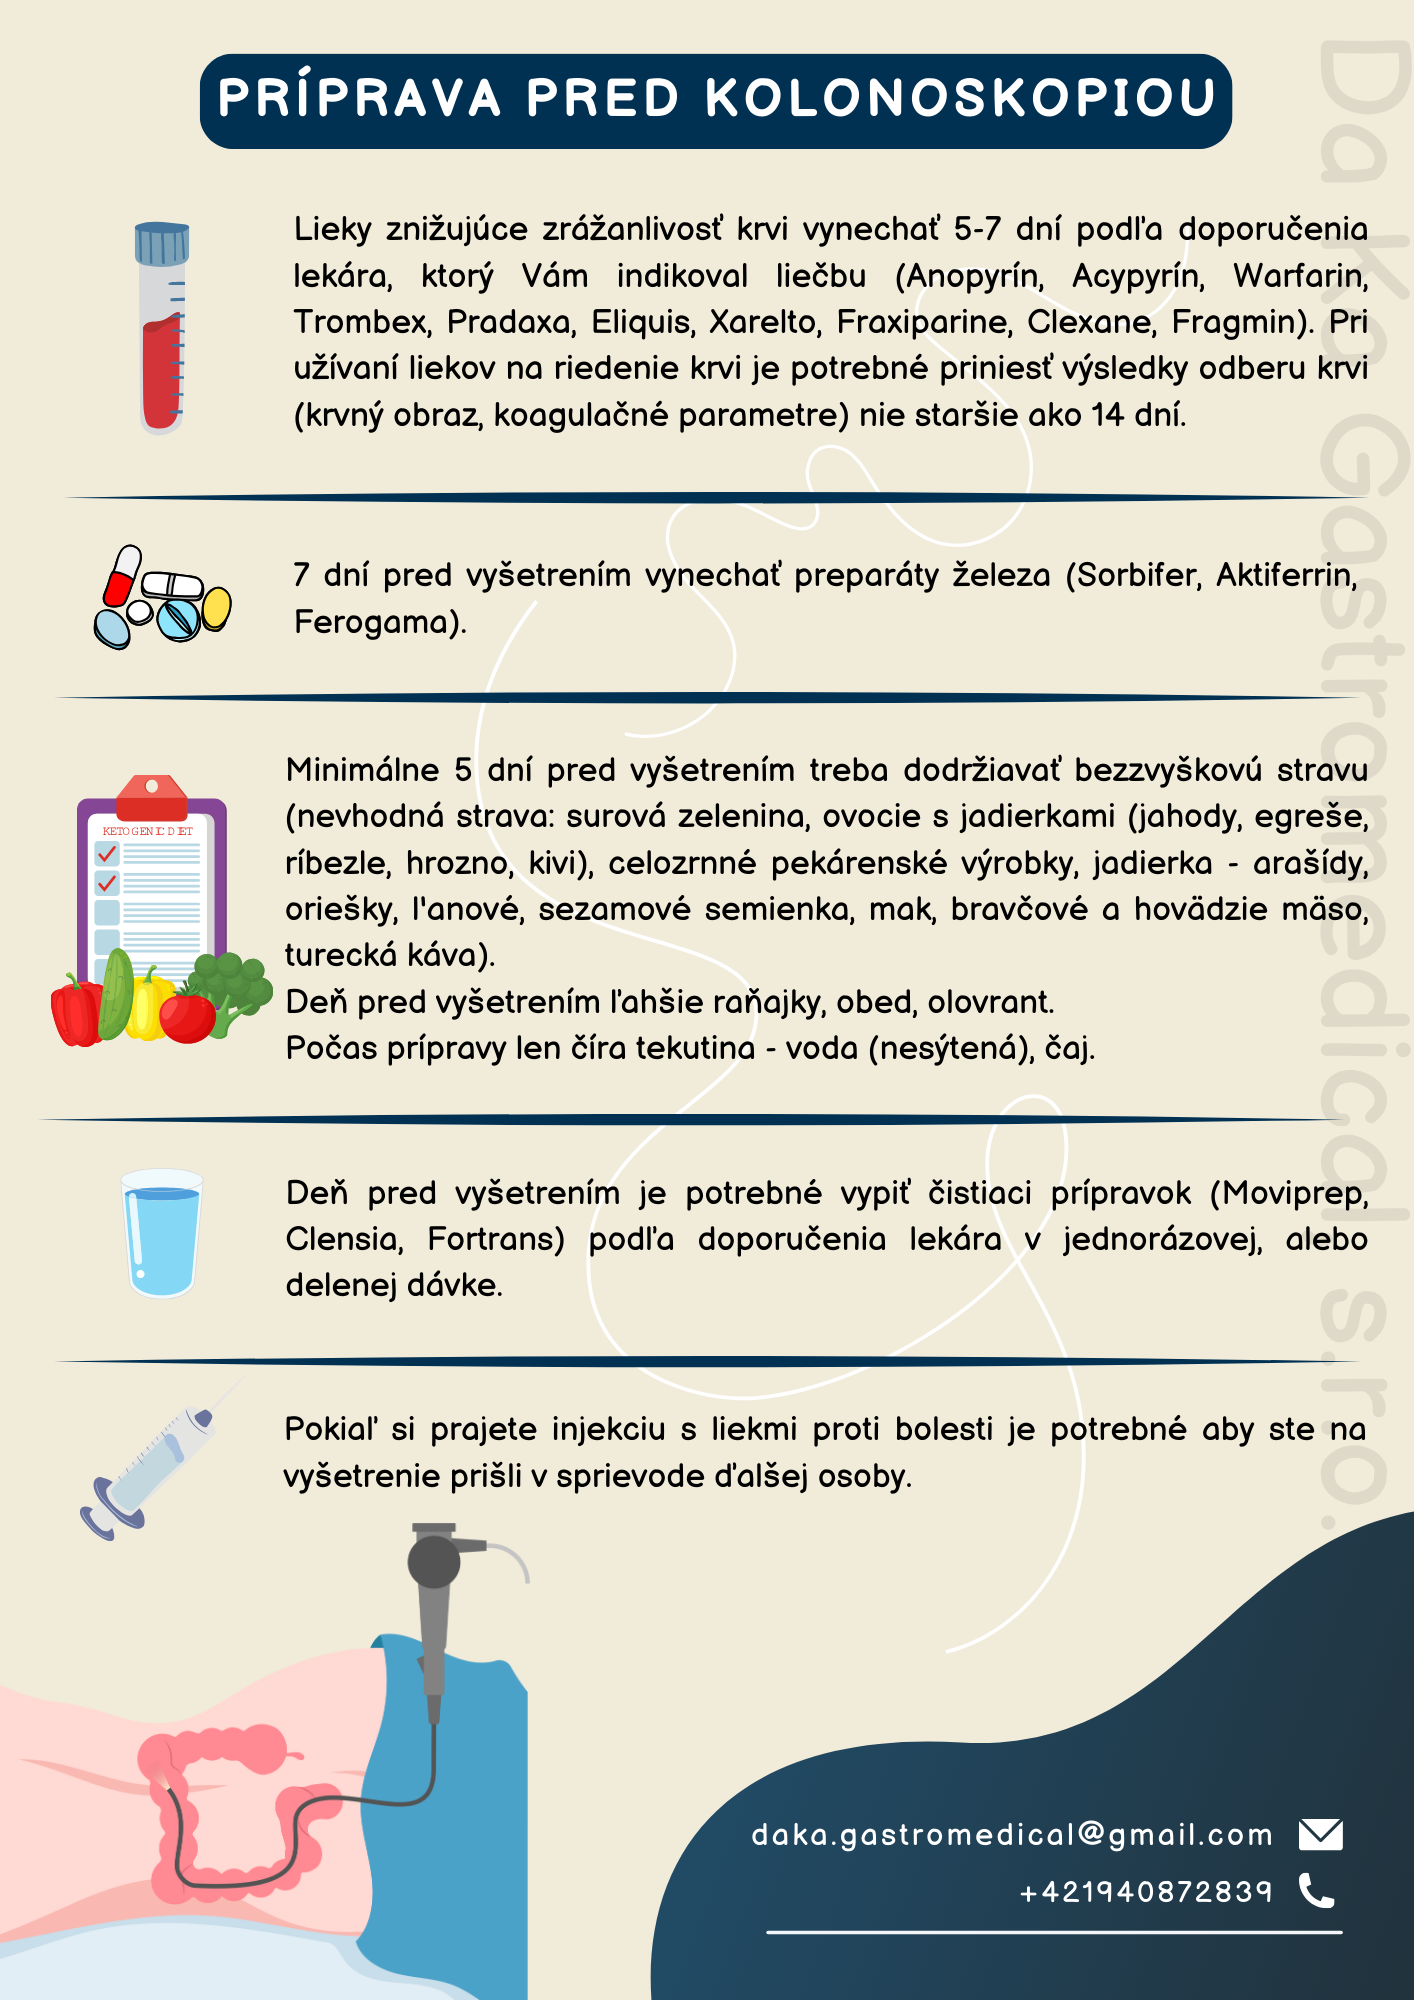 PRÍPRAVA PRED KOLONOSKOPIOU
Lieky znižujúce zrážanlivosť krvi vynechať 5-7 dní podľa doporučenia
lekára, ktorý Vám indikoval liečbu (Anopyrín, Acypyrín, Warfarin,
Trombex, Pradaxa, Eliquis, Xarelto, Fraxiparine, Clexane, Fragmin). Pri
užívaní liekov na riedenie krvi je potrebné priniesť výsledky odberu krvi
(krvný obraz, koagulačné parametre) nie staršie ako 14 dní.
7 dní pred vyšetrením vynechať preparáty železa (Sorbifer, Aktiferrin,
Ferogama).
KETOGENIC DIET
Minimálne 5 dní pred vyšetrením treba dodržiavať bezzvyškovú stravu
(nevhodná strava: surová zelenina, ovocie s jadierkami (jahody, egreše,
ríbezle, hrozno, kivi), celozrnné pekárenské výrobky, jadierka - arašídy,
oriešky, l'anové, sezamové semienka, mak, bravčové a hovädzie mäso,
turecká káva).
Deň pred vyšetrením ľahšie raňajky, obed, olovrant.
Počas prípravy len číra tekutina - voda (nesýtená), čaj.
Deň pred vyšetrením je potrebné vypiť čistiaci prípravok (Moviprep,
Clensia, Fortrans) podľa doporučenia lekára v jednorázovej, alebo
delenej dávke.
Pokiaľ si prajete injekciu s liekmi proti bolesti je potrebné aby ste na
vyšetrenie prišli v sprievode ďalšej osoby.
Da Ka Gastromedical s.r.o.
daka.gastromedical@gmail.com
+421940872839